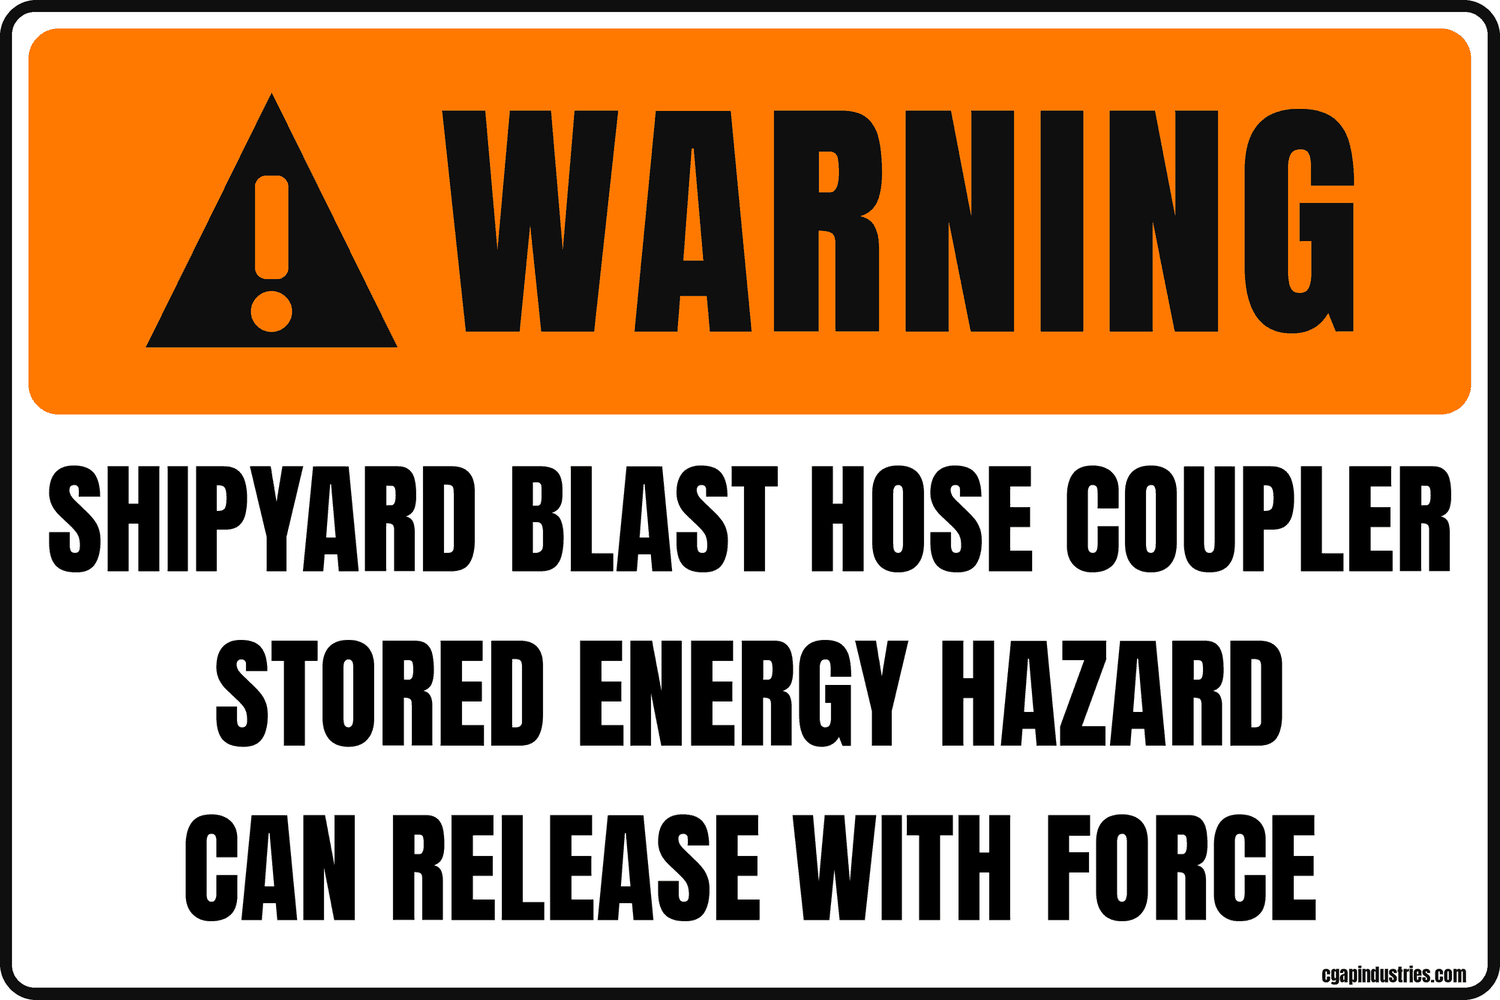 WARNING
SHIPYARD BLAST HOSE COUPLER
STORED ENERGY HAZARD
CAN RELEASE WITH FORCE
cgapindustries.com